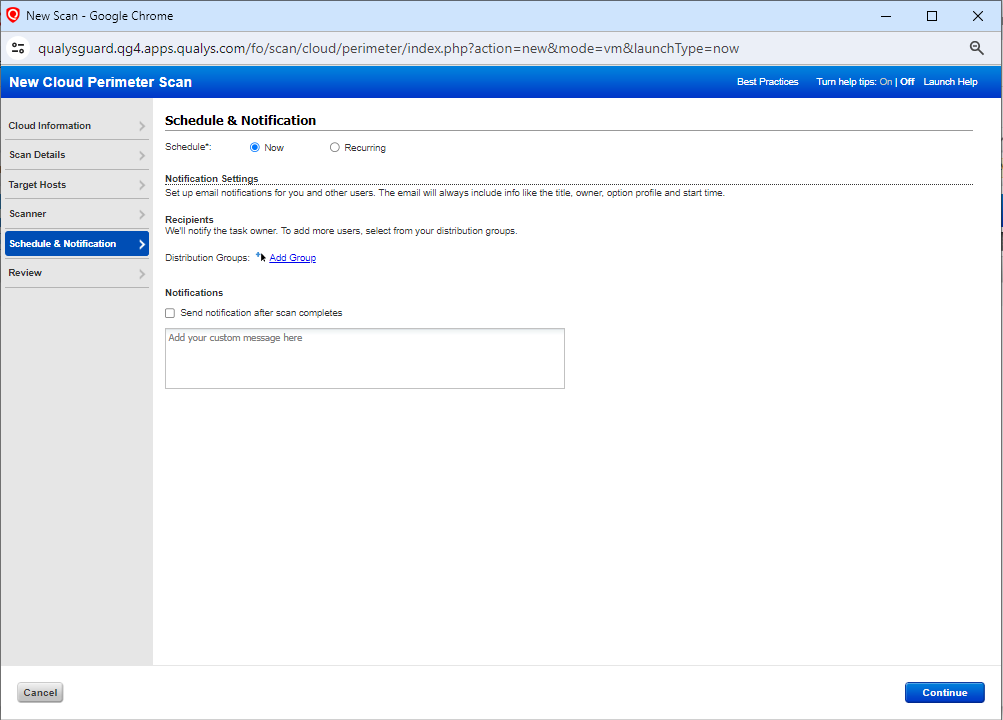 New Scan - Google Chrome
qualysguard.qg4.apps.qualys.com/fo/scan/cloud/perimeter/index.php?action=new&mode=vm&launchType=now
New Cloud Perimeter Scan
Best Practices Turn help tips: On | Off Launch Help
Cloud Information
Scan Details
Target Hosts
Scanner
Schedule & Notification
Review
Schedule & Notification
Schedule*: Now Recurring
Notification Settings
Set up email notifications for you and other users. The email will always include info like the title, owner, option profile and start time.
Recipients
We'll notify the task owner. To add more users, select from your distribution groups.
Distribution Groups: Add Group
Notifications
Send notification after scan completes
Add your custom message here
Cancel Continue